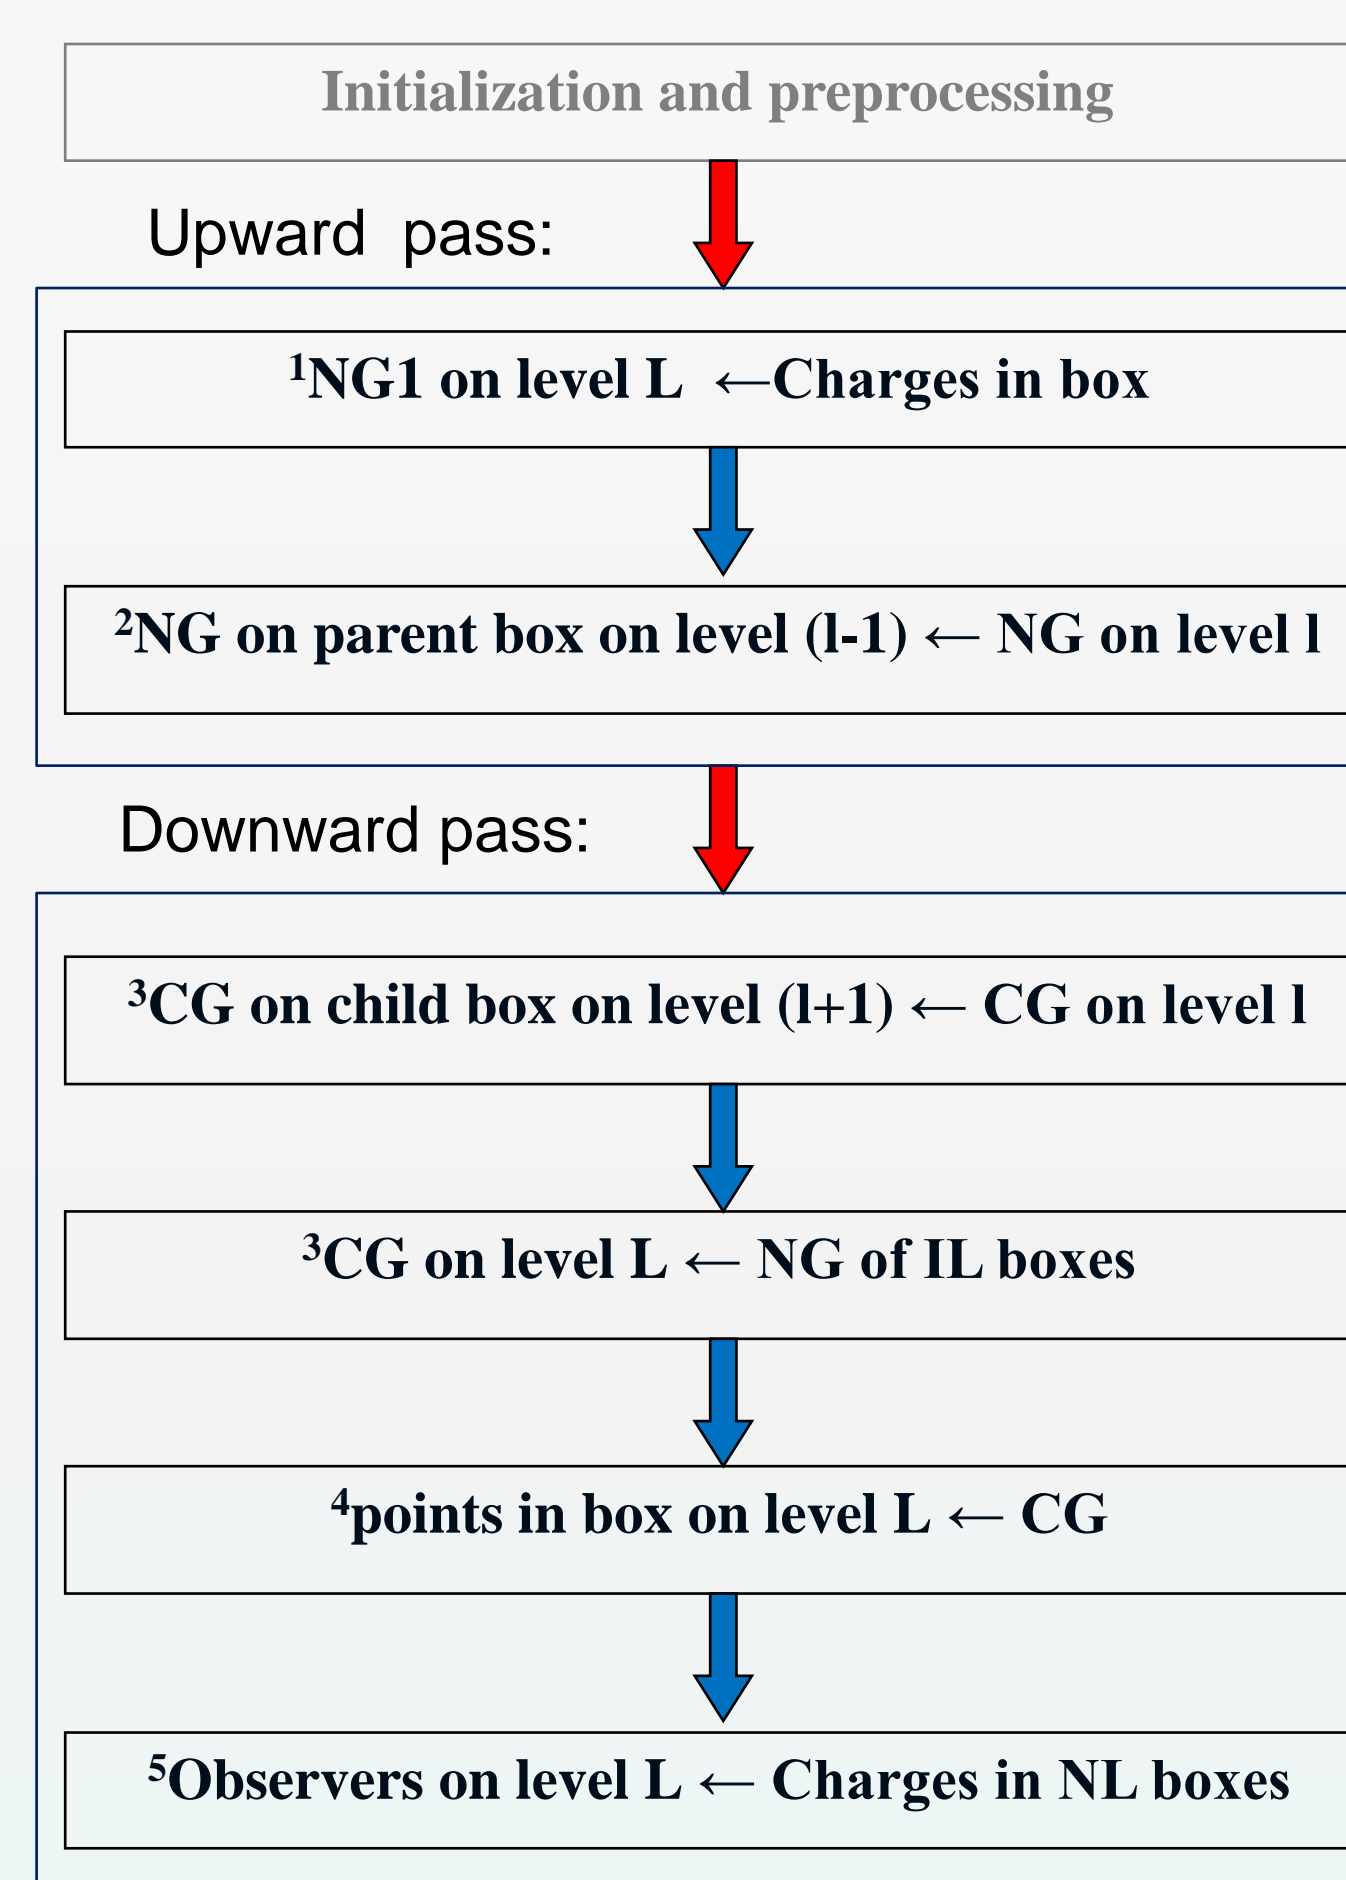 Initialization and preprocessing
Upward pass:
¹NG1 on level L ←Charges in box
²NG on parent box on level (l-1) ← NG on level l
Downward pass:
³CG on child box on level (l+1) ← CG on level l
³CG on level L ← NG of IL boxes
⁴points in box on level L ← CG
⁵Observers on level L ← Charges in NL boxes